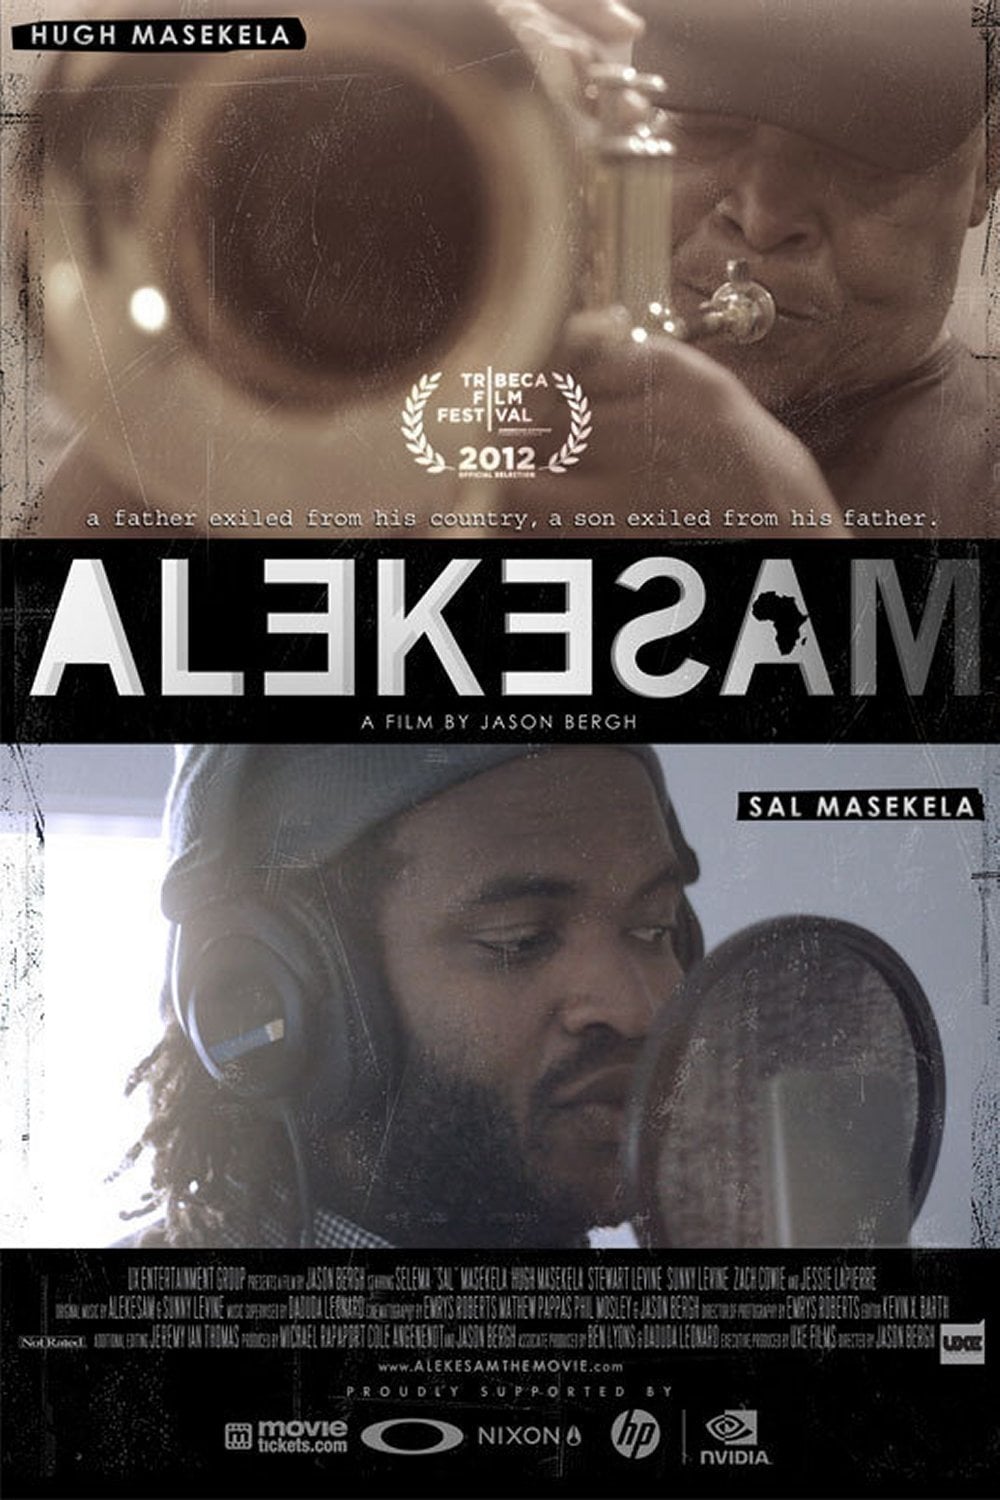 HUGH MASEKELA
TRIBECA
FILM
FESTIVAL
2012
OFFICIAL SELECTION
a father exiled from his country, a son exiled from his father.
ALEKESAM
A FILM BY JASON BERGH
SAL MASEKELA
UX ENTERTAINMENT GROUP PRESENTS A FILM BY JASON BERGH STARRING SELEMA "SAL" MASEKELA HUGH MASEKELA STEWART LEVINE SUNNY LEVINE ZACH COWIE AND JESSIE LAPIERRE
ORIGINAL MUSIC BY ALEKESAM & SUNNY LEVINE MUSIC SUPERVISED BY DADUDA LEONARD CINEMATOGRAPHY BY EMRYS ROBERTS MATHEW PAPPAS PHIL MOSLEY & JASON BERGH DIRECTOR OF PHOTOGRAPHY BY EMRYS ROBERTS EDITOR KEVIN X. BARTH
Not Rated ADDITIONAL EDITING JEREMY IAN THOMAS PRODUCED BY MICHAEL RAPAPORT COLE ANGENENDT AND JASON BERGH ASSOCIATE PRODUCED BY BEN LYONS & DADUDA LEONARD EXECUTIVE PRODUCED BY UXE FILMS DIRECTED BY JASON BERGH UXE
www.ALEKESAMTHEMOVIE.com
PROUDLY SUPPORTED BY
movie
tickets.com
NIXON
hp
NVIDIA